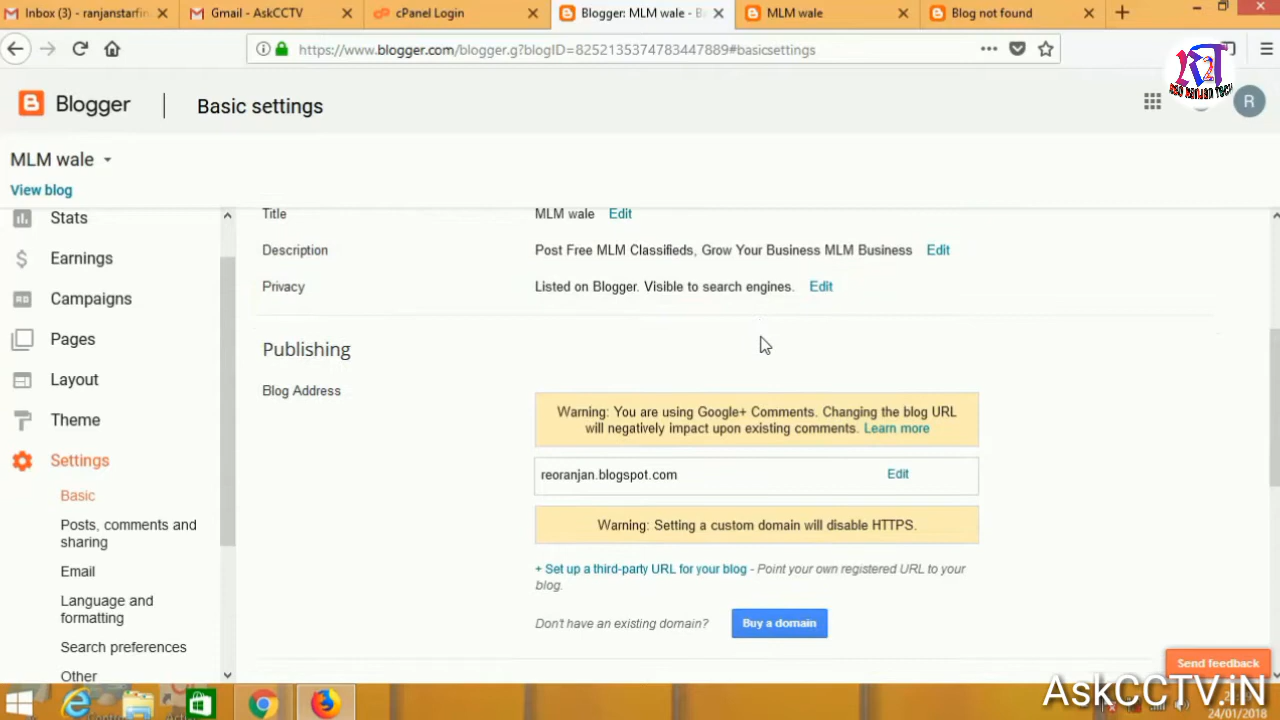 Inbox (3) - ranjanstarfin
Gmail - AskCCTV
cPanel Login
Blogger: MLM wale - Ba
MLM wale
Blog not found
https://www.blogger.com/blogger.g?blogID=8252135374783447889#basicsettings
Blogger
Basic settings
R
MLM wale
View blog
Stats
Earnings
Campaigns
Pages
Layout
Theme
Settings
Basic
Posts, comments and
sharing
Email
Language and
formatting
Search preferences
Other
Title
MLM wale Edit
Description
Post Free MLM Classifieds, Grow Your Business MLM Business Edit
Privacy
Listed on Blogger. Visible to search engines. Edit
Publishing
Blog Address
Warning: You are using Google+ Comments. Changing the blog URL
will negatively impact upon existing comments. Learn more
reoranjan.blogspot.com Edit
Warning: Setting a custom domain will disable HTTPS.
+ Set up a third-party URL for your blog - Point your own registered URL to your
blog.
Don't have an existing domain? Buy a domain
Send feedback
AskCCTV.iN
24/01/2018